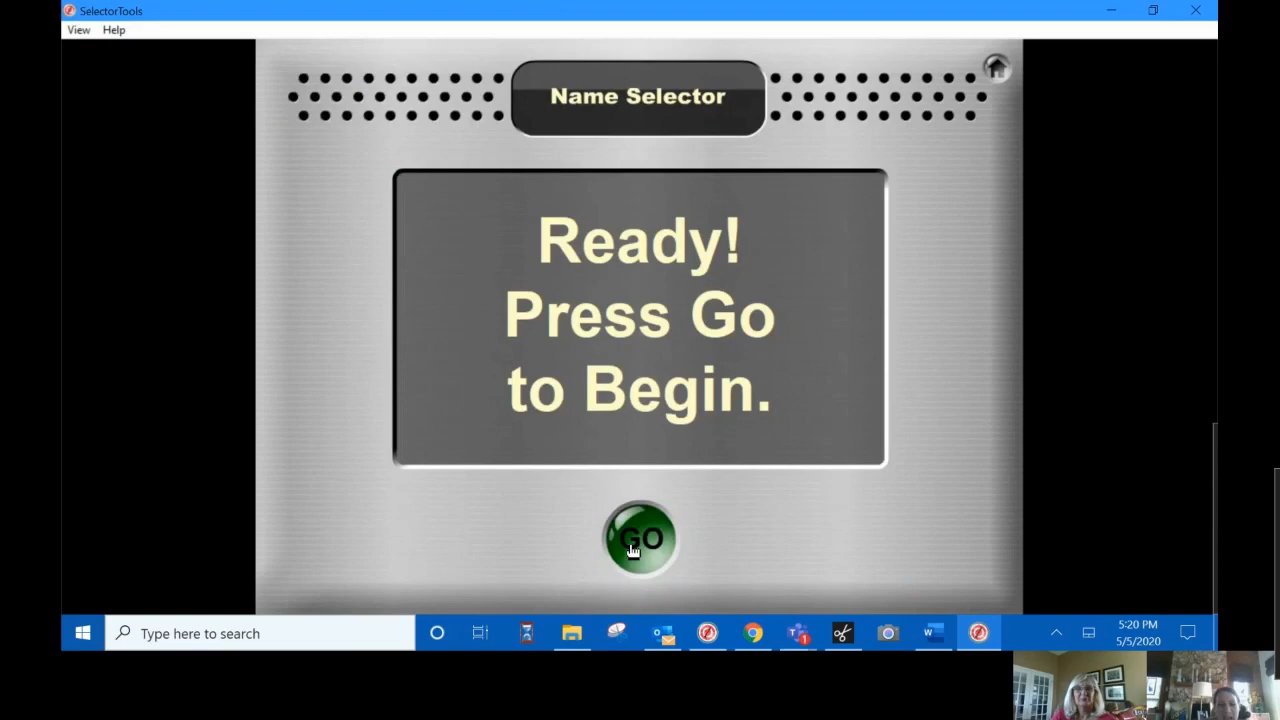 SelectorTools
View Help
Name Selector
Ready!
Press Go
to Begin.
GO
Type here to search
1
5:20 PM
5/5/2020